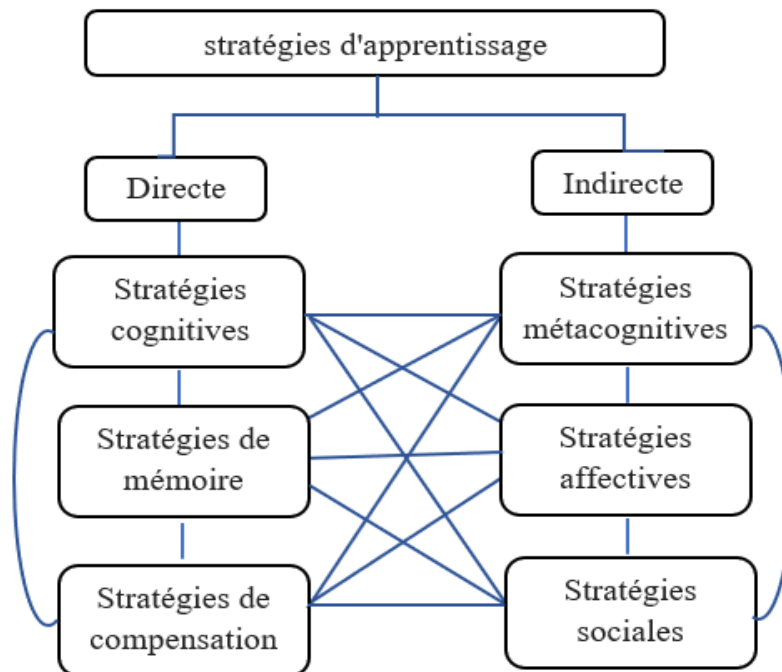 stratégies d'apprentissage
Directe
Indirecte
Stratégies
cognitives
Stratégies
métacognitives
Stratégies de
mémoire
Stratégies
affectives
Stratégies de
compensation
Stratégies
sociales